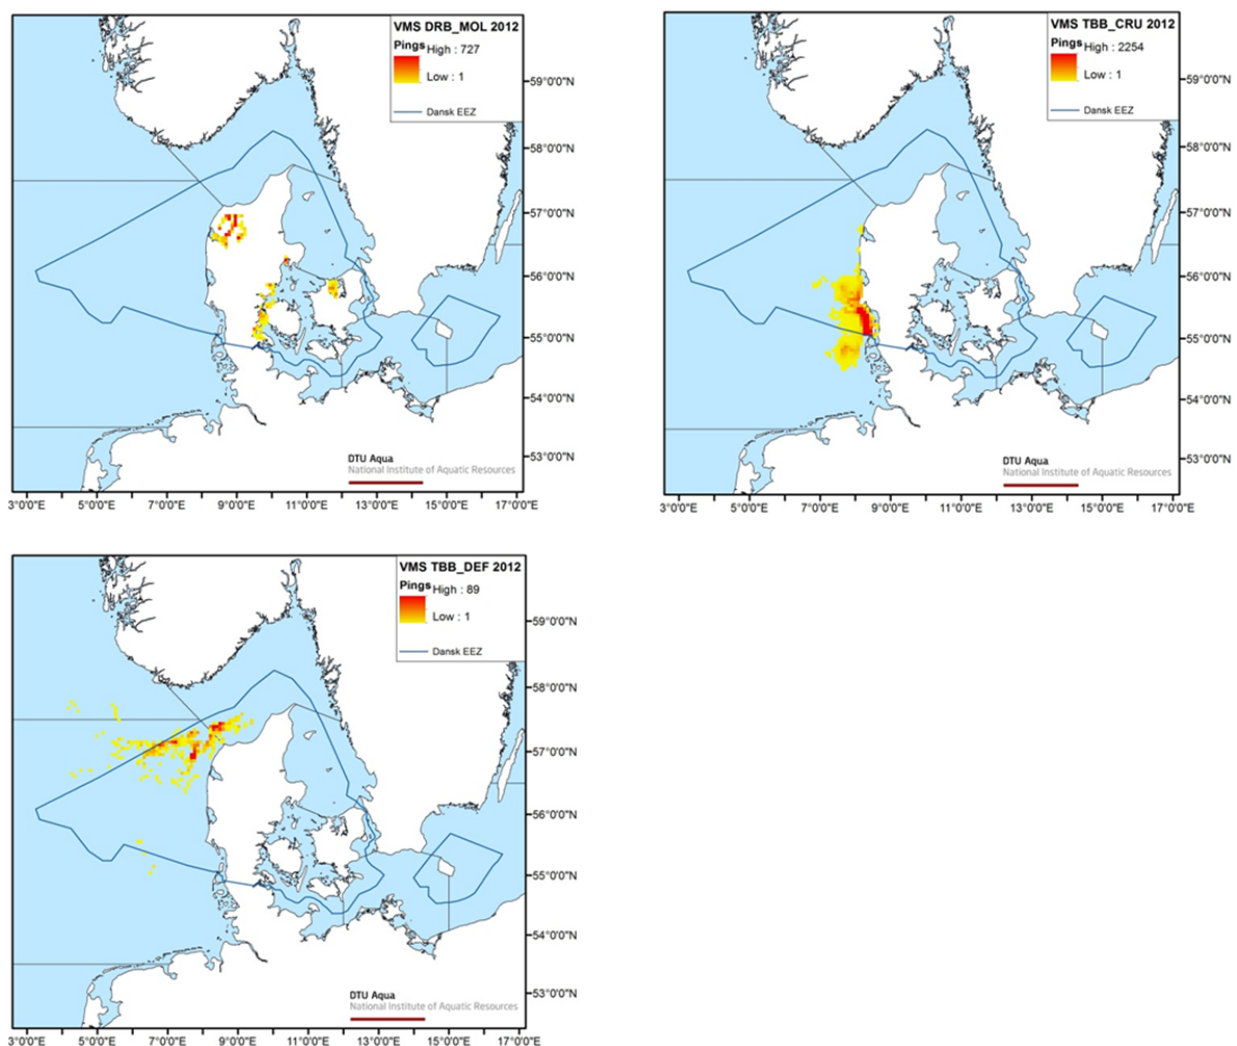 VMS DRB_MOL 2012
Pings High : 727
Low : 1
Dansk EEZ
59°0'0"N
58°0'0"N
57°0'0"N
56°0'0"N
55°0'0"N
54°0'0"N
53°0'0"N
DTU Aqua
National Institute of Aquatic Resources
3°0'0"E 5°0'0"E 7°0'0"E 9°0'0"E 11°0'0"E 13°0'0"E 15°0'0"E 17°0'0"E
VMS TBB_CRU 2012
Pings High : 2254
Low : 1
Dansk EEZ
59°0'0"N
58°0'0"N
57°0'0"N
56°0'0"N
55°0'0"N
54°0'0"N
53°0'0"N
DTU Aqua
National Institute of Aquatic Resources
3°0'0"E 5°0'0"E 7°0'0"E 9°0'0"E 11°0'0"E 13°0'0"E 15°0'0"E 17°0'0"E
VMS TBB_DEF 2012
Pings High : 89
Low : 1
Dansk EEZ
59°0'0"N
58°0'0"N
57°0'0"N
56°0'0"N
55°0'0"N
54°0'0"N
53°0'0"N
DTU Aqua
National Institute of Aquatic Resources
3°0'0"E 5°0'0"E 7°0'0"E 9°0'0"E 11°0'0"E 13°0'0"E 15°0'0"E 17°0'0"E